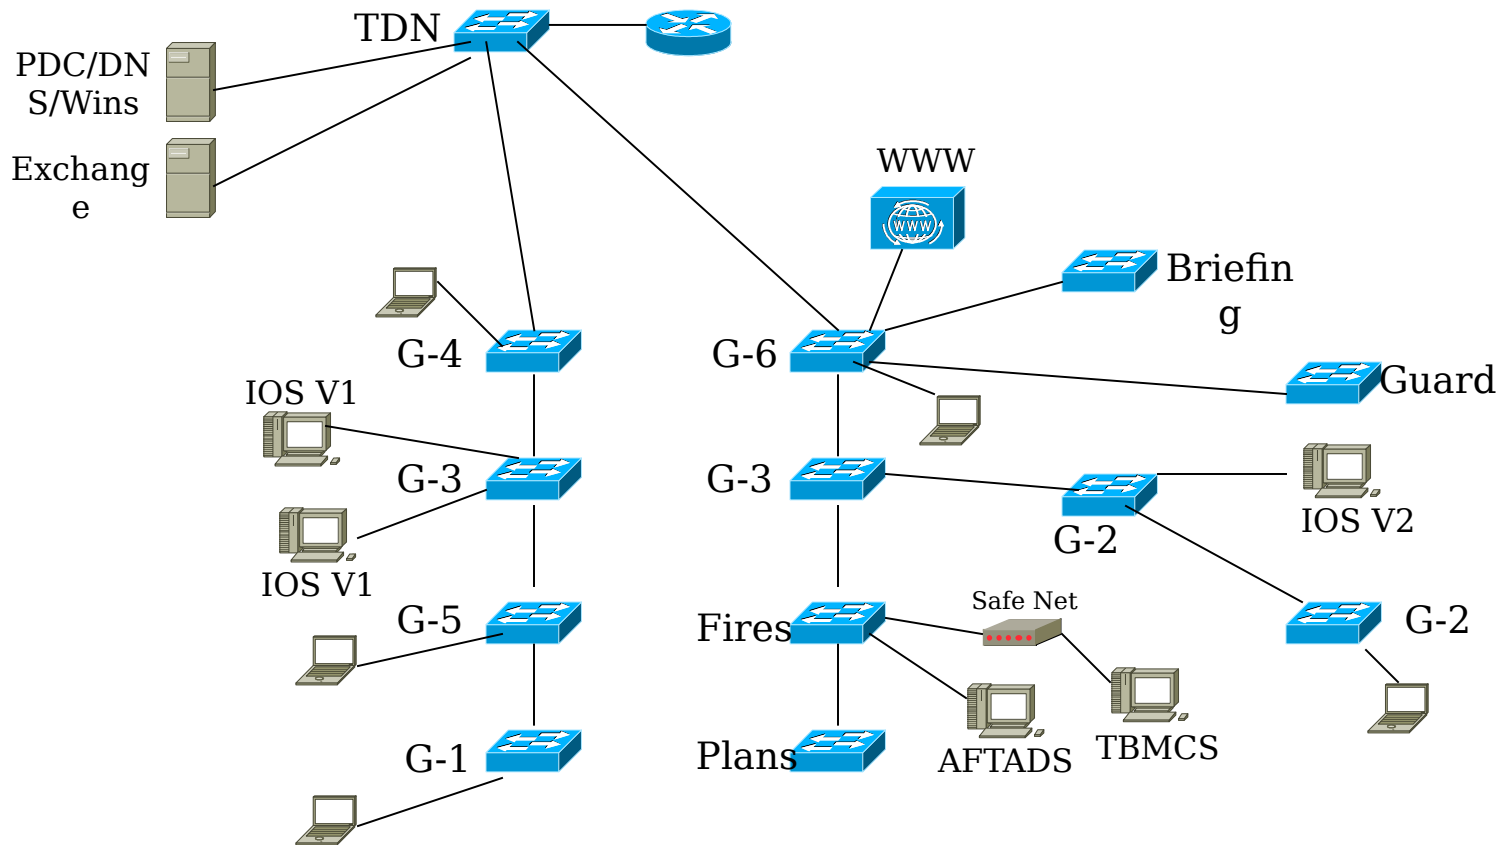 TDN
PDC/DN
S/Wins
Exchang
e
WWW
WWW
Briefin
g
G-4
G-6
Guard
IOS V1
G-3
G-3
G-2
IOS V2
IOS V1
G-5
Fires
Safe Net
G-2
G-1
Plans
AFTADS
TBMCS